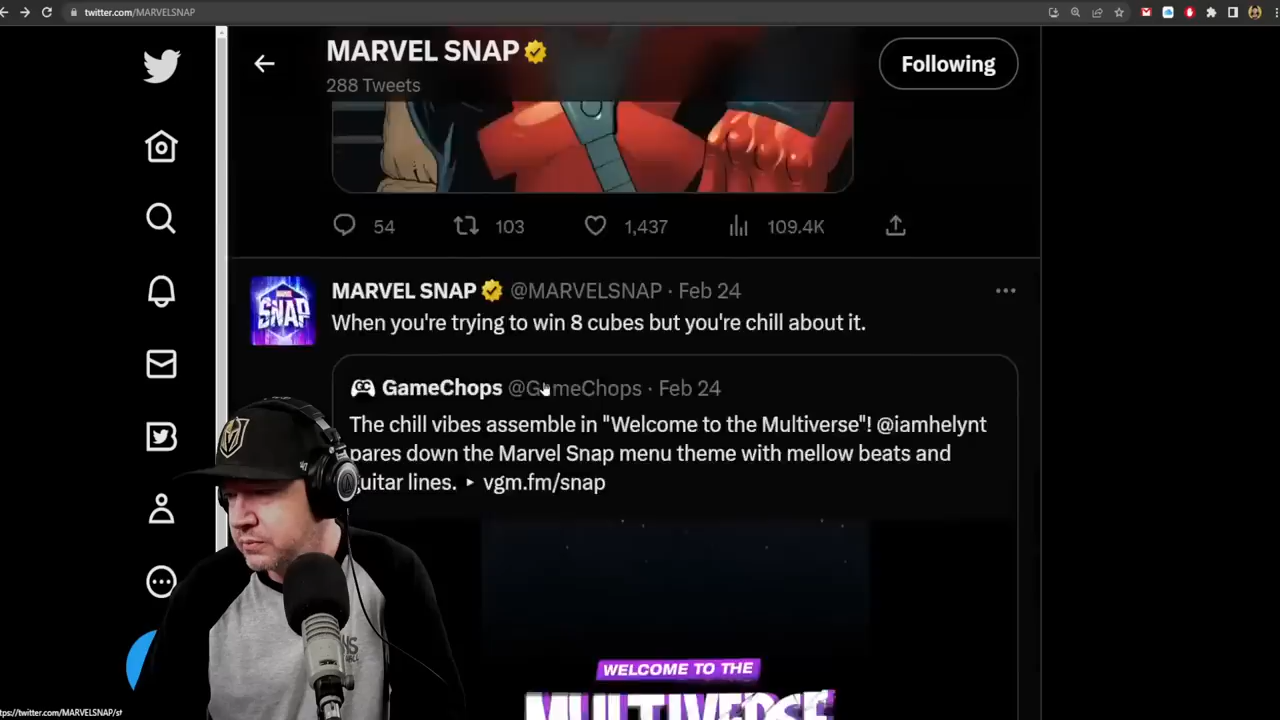 twitter.com/MARVELSNAP
MARVEL SNAP
288 Tweets
Following
54 103 1,437 109.4K
MARVEL SNAP @MARVELSNAP · Feb 24
When you're trying to win 8 cubes but you're chill about it.
SNAP
GameChops @GameChops · Feb 24
The chill vibes assemble in "Welcome to the Multiverse"! @iamhelynt
pares down the Marvel Snap menu theme with mellow beats and
guitar lines. ‣ vgm.fm/snap
WELCOME TO THE
MULTIVERSE
ttps://twitter.com/MARVELSNAP/st